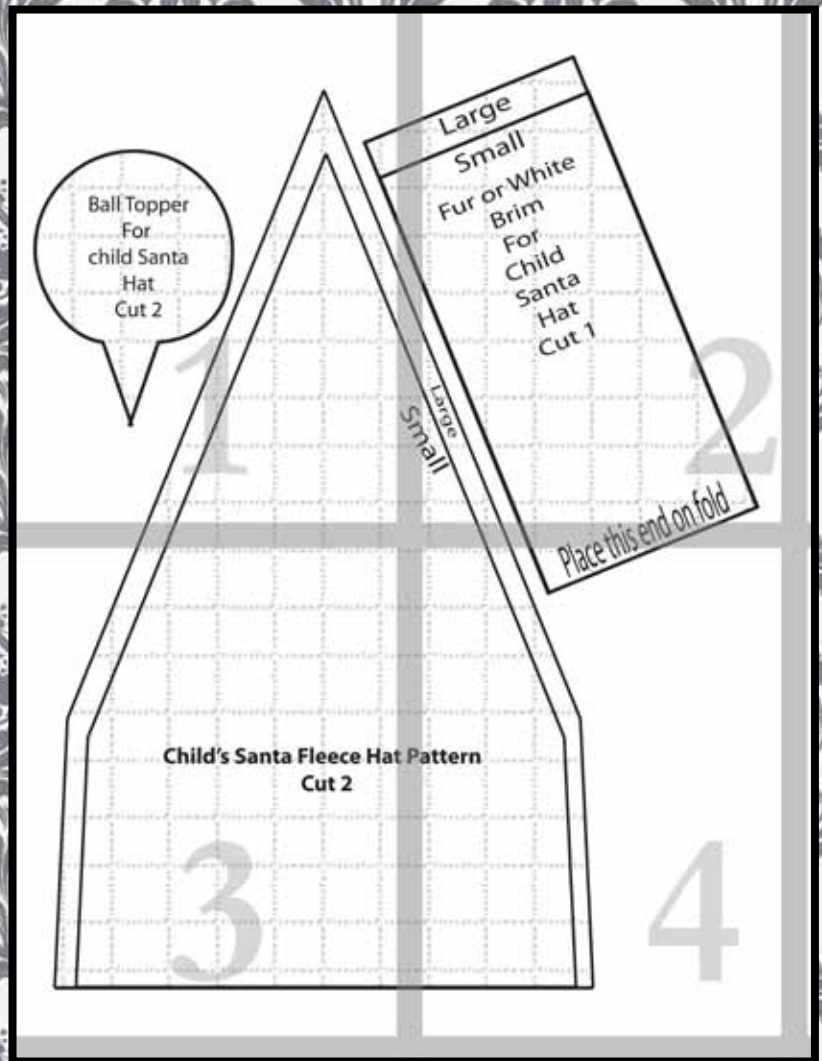 Ball Topper
For
child Santa
Hat
Cut 2
Large
Small
Fur or White
Brim
For
Child
Santa
Hat
Cut 1
Place this end on fold
1
2
Large
Small
Child's Santa Fleece Hat Pattern
Cut 2
3
4